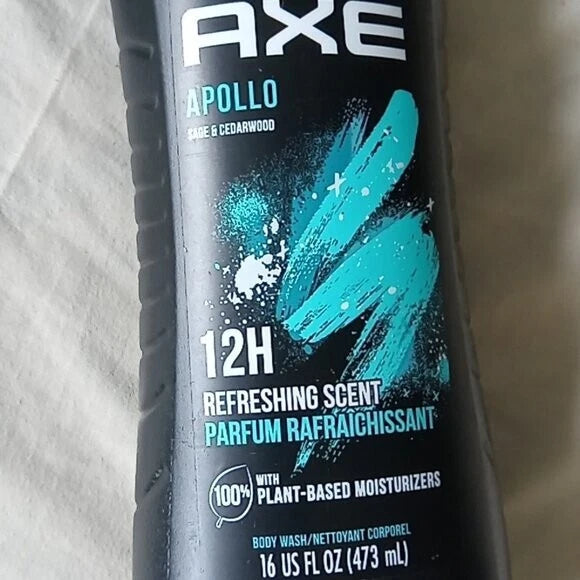 AXE
APOLLO
SAGE & CEDARWOOD
12H
REFRESHING SCENT
PARFUM RAFRAÎCHISSANT
100%
WITH
PLANT-BASED MOISTURIZERS
BODY WASH/NETTOYANT CORPOREL
16 US FL OZ (473 mL)